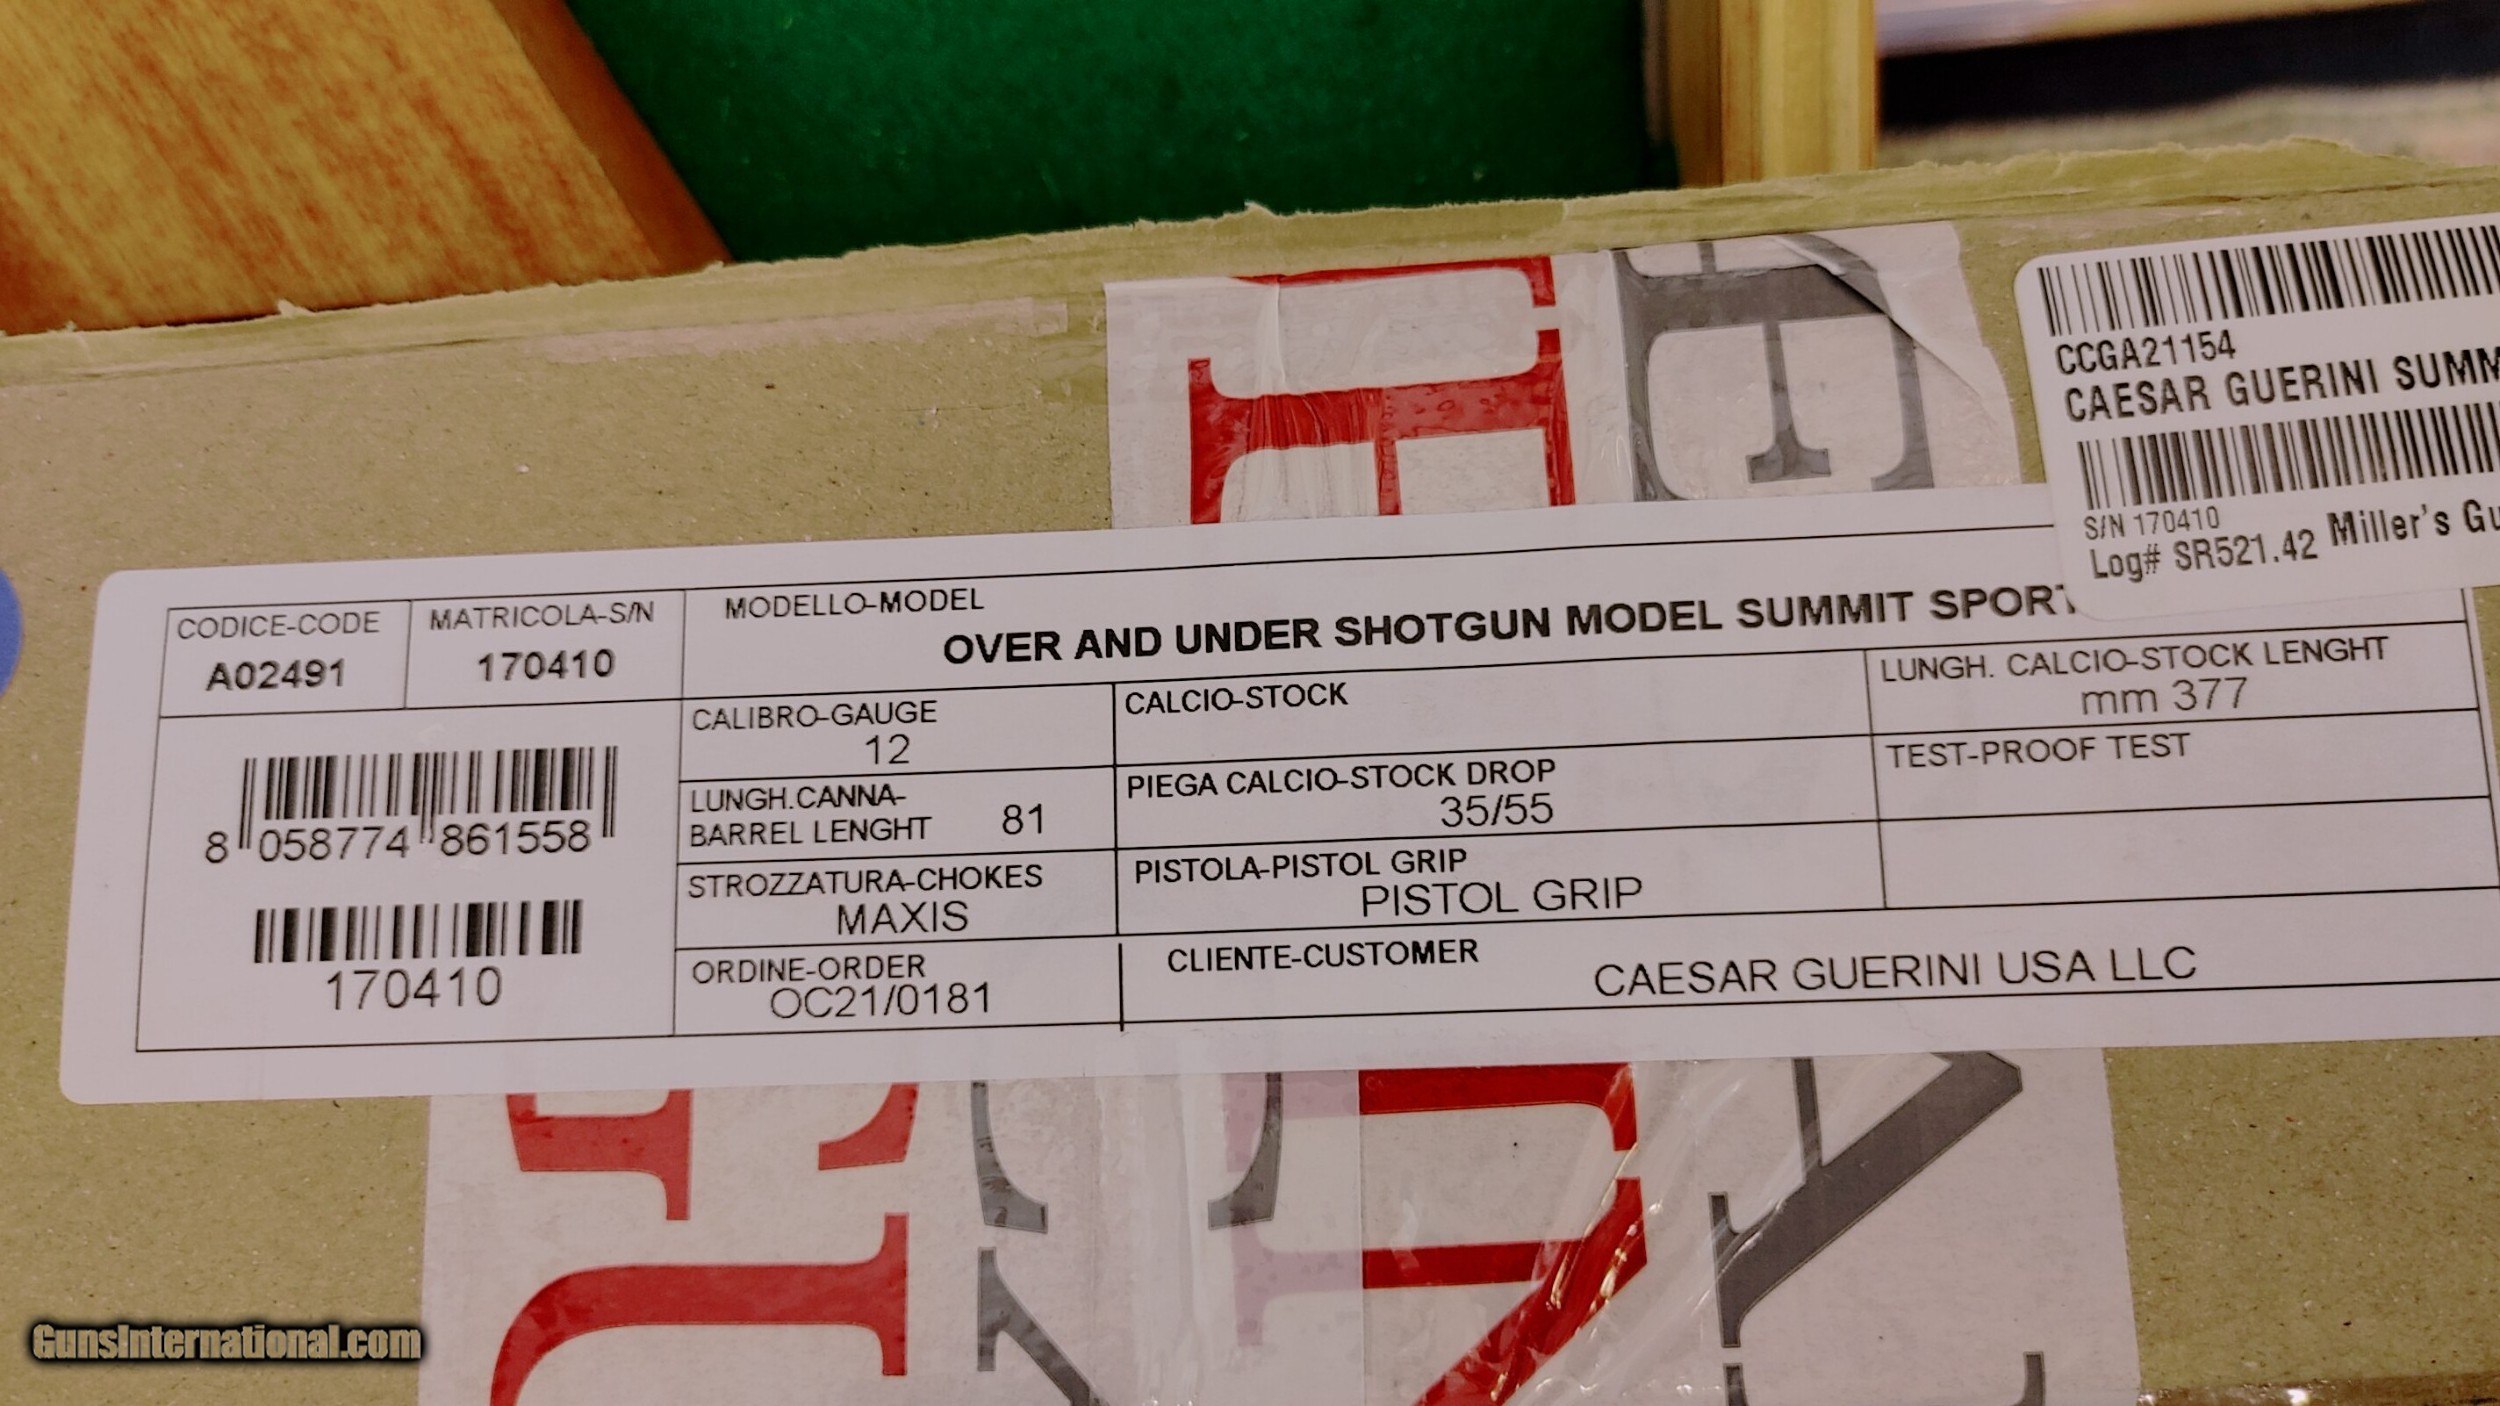 CCGA21154
CAESAR GUERINI SUMM
S/N 170410
Log# SR521.42 Miller's Gu
CODICE-CODE
A02491
MATRICOLA-S/N
170410
MODELLO-MODEL
OVER AND UNDER SHOTGUN MODEL SUMMIT SPORT
8 058774 861558
170410
CALIBRO-GAUGE
12
LUNGH.CANNA-
BARREL LENGHT 81
STROZZATURA-CHOKES
MAXIS
ORDINE-ORDER
OC21/0181
CALCIO-STOCK
PIEGA CALCIO-STOCK DROP
35/55
PISTOLA-PISTOL GRIP
PISTOL GRIP
CLIENTE-CUSTOMER
CAESAR GUERINI USA LLC
LUNGH. CALCIO-STOCK LENGHT
mm 377
TEST-PROOF TEST
GunsInternational.com